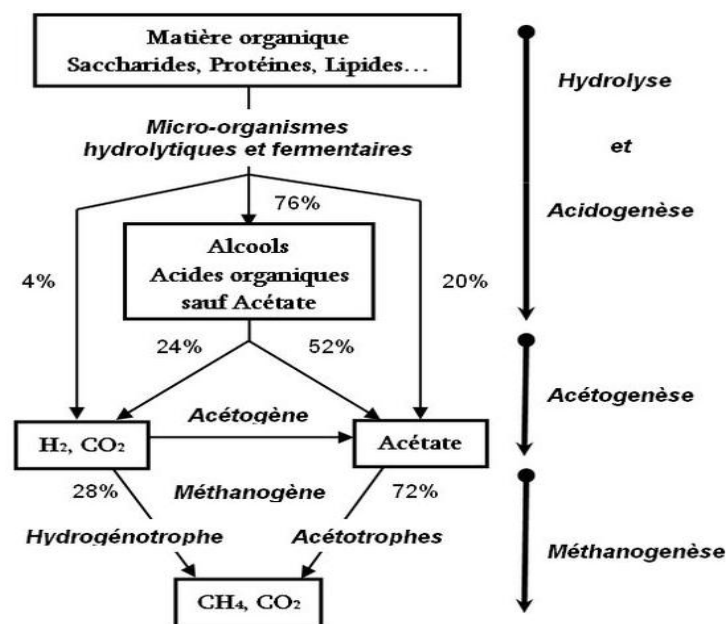 Matière organique
Saccharides, Protéines, Lipides…
Hydrolyse
Micro-organismes
hydrolytiques et fermentaires
et
76%
Acidogenèse
Alcools
Acides organiques
sauf Acétate
4%
20%
24%
52%
Acétogenèse
Acétogène
H₂, CO₂
Acétate
28%
Méthanogène
72%
Hydrogénotrophe
Acétotrophes
Méthanogenèse
CH₄, CO₂